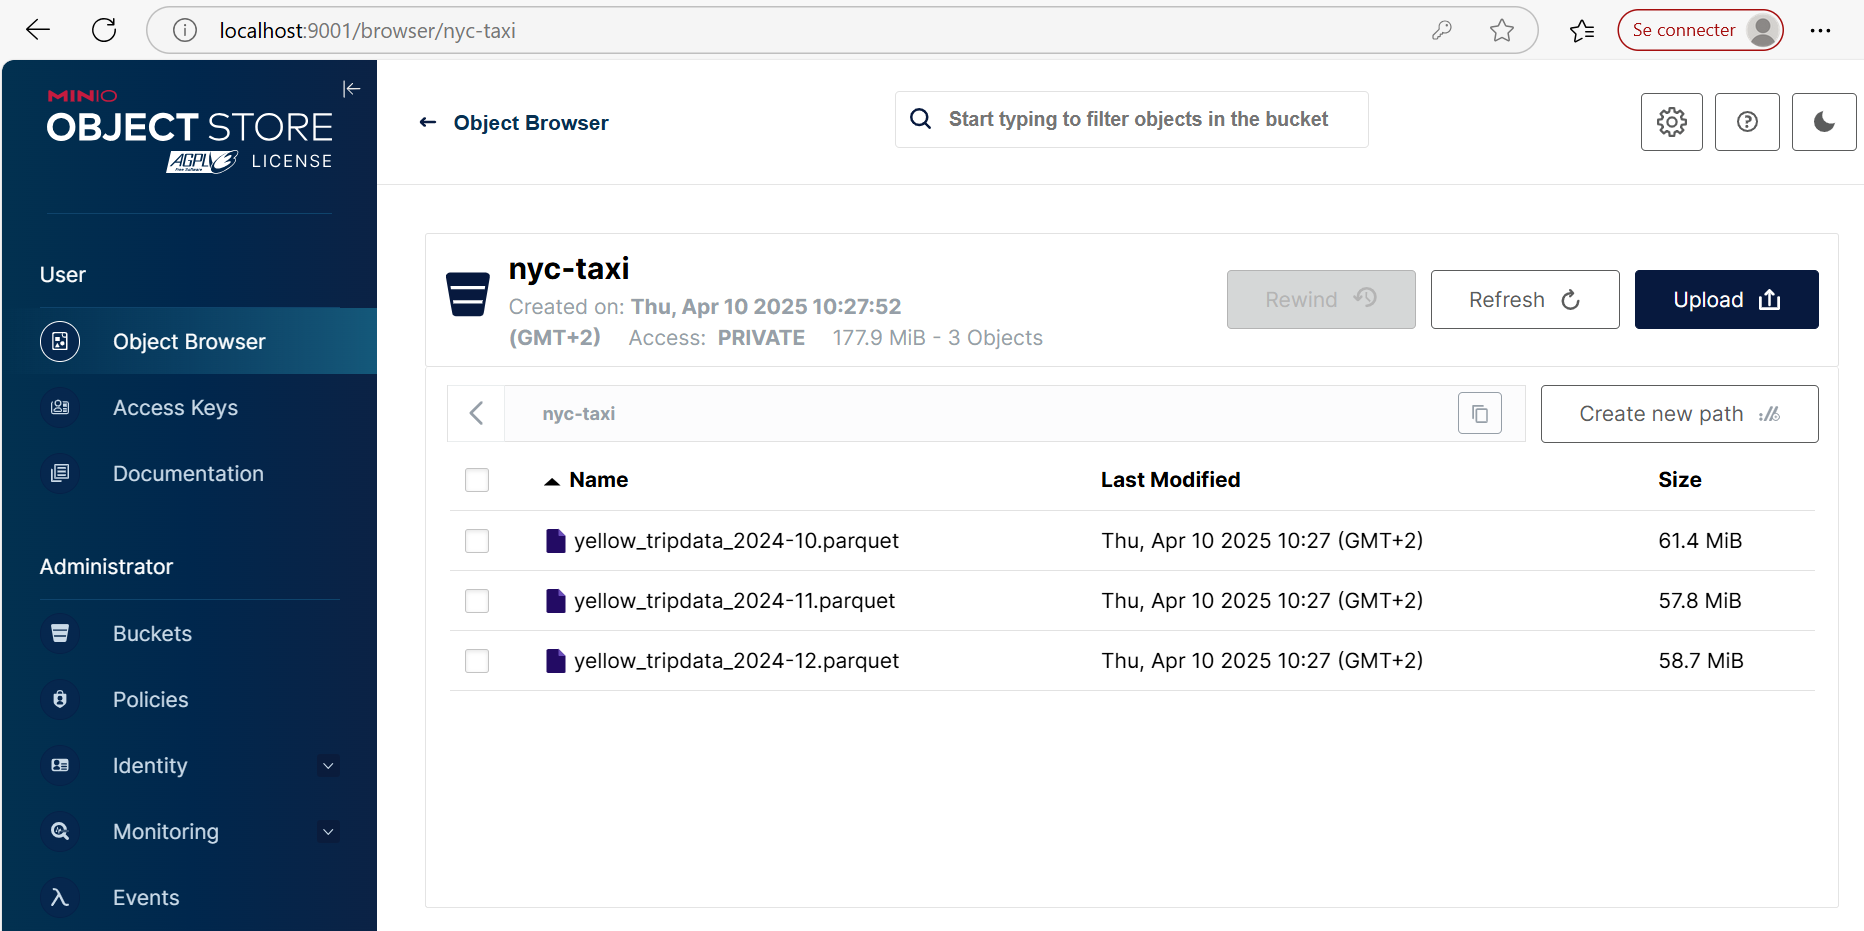 localhost:9001/browser/nyc-taxi
Se connecter
MINIO
OBJECT STORE
AGPL v3 LICENSE
Free Software
User
Object Browser
Access Keys
Documentation
Administrator
Buckets
Policies
Identity
Monitoring
Events
Object Browser
Start typing to filter objects in the bucket
nyc-taxi
Created on: Thu, Apr 10 2025 10:27:52
(GMT+2) Access: PRIVATE 177.9 MiB - 3 Objects
Rewind
Refresh
Upload
nyc-taxi
Create new path
Name Last Modified Size
yellow_tripdata_2024-10.parquet Thu, Apr 10 2025 10:27 (GMT+2) 61.4 MiB
yellow_tripdata_2024-11.parquet Thu, Apr 10 2025 10:27 (GMT+2) 57.8 MiB
yellow_tripdata_2024-12.parquet Thu, Apr 10 2025 10:27 (GMT+2) 58.7 MiB